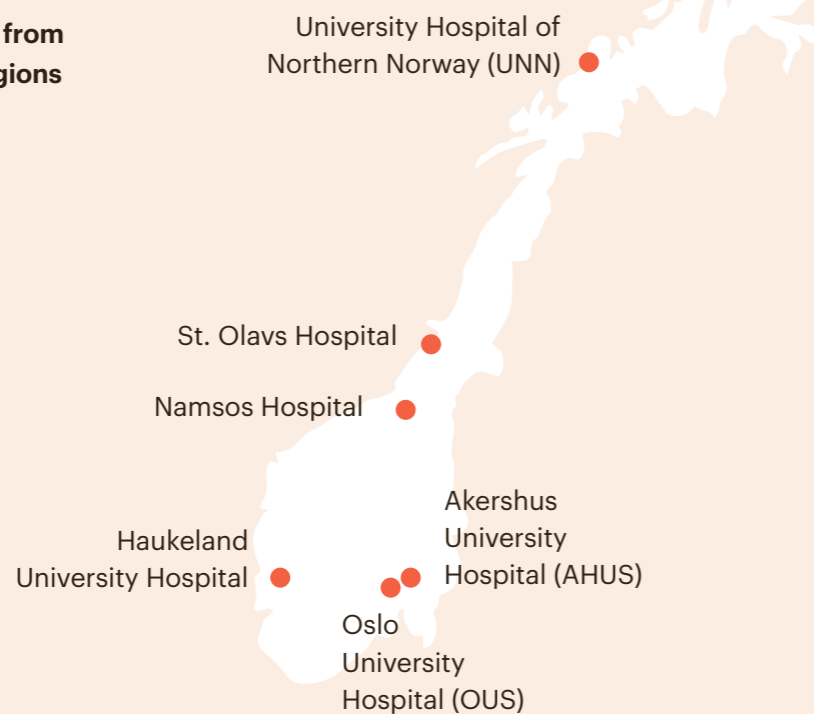 from
gions
University Hospital of
Northern Norway (UNN)
St. Olavs Hospital
Namsos Hospital
Haukeland
University Hospital
Akershus
University
Hospital (AHUS)
Oslo
University
Hospital (OUS)